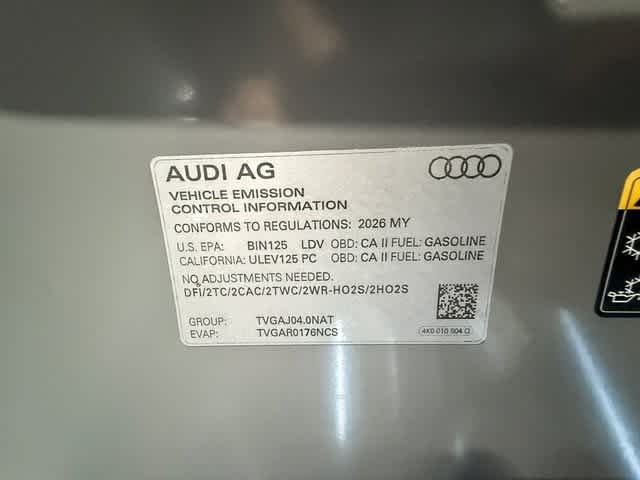 AUDI AG
VEHICLE EMISSION
CONTROL INFORMATION
CONFORMS TO REGULATIONS: 2026 MY
U.S. EPA: BIN125 LDV OBD: CA II FUEL: GASOLINE
CALIFORNIA: ULEV125 PC OBD: CA II FUEL: GASOLINE
NO ADJUSTMENTS NEEDED.
DFI/2TC/2CAC/2TWC/2WR-HO2S/2HO2S
GROUP: TVGAJ04.0NAT
EVAP: TVGAR0176NCS
4K0 010 504 Q